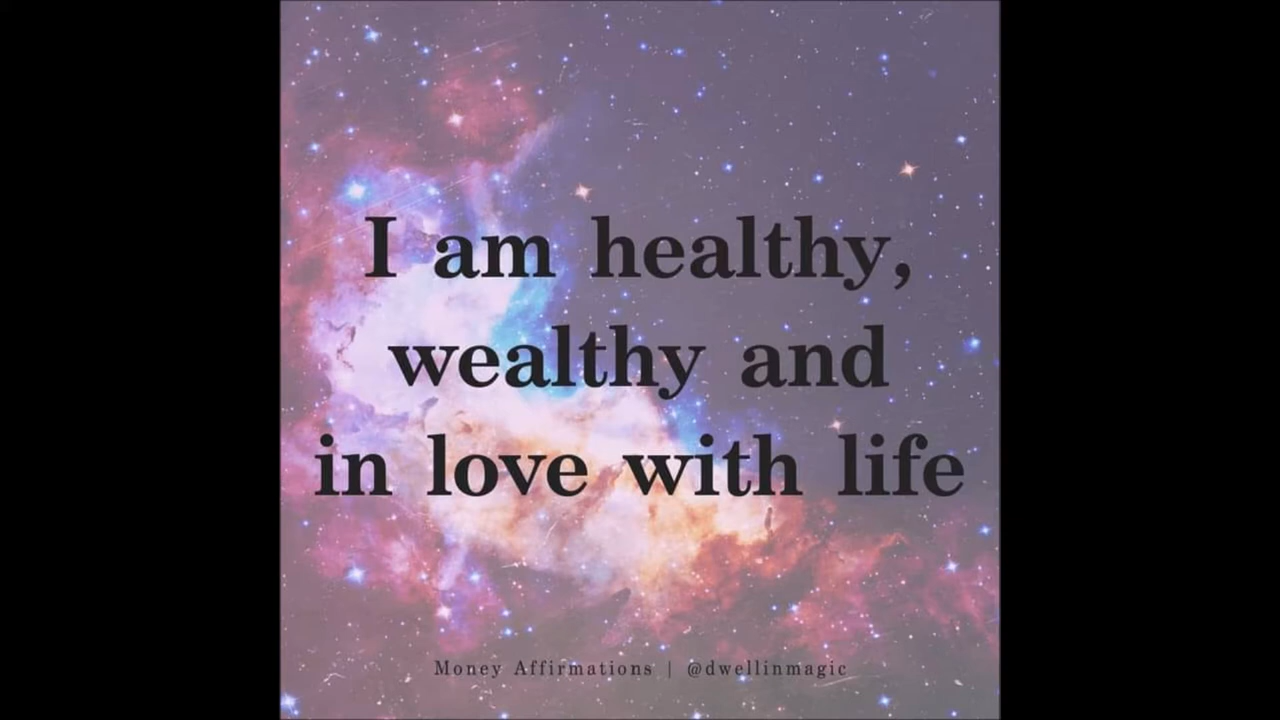 I am healthy,
wealthy and
in love with life
Money Affirmations | @dwellinmagic